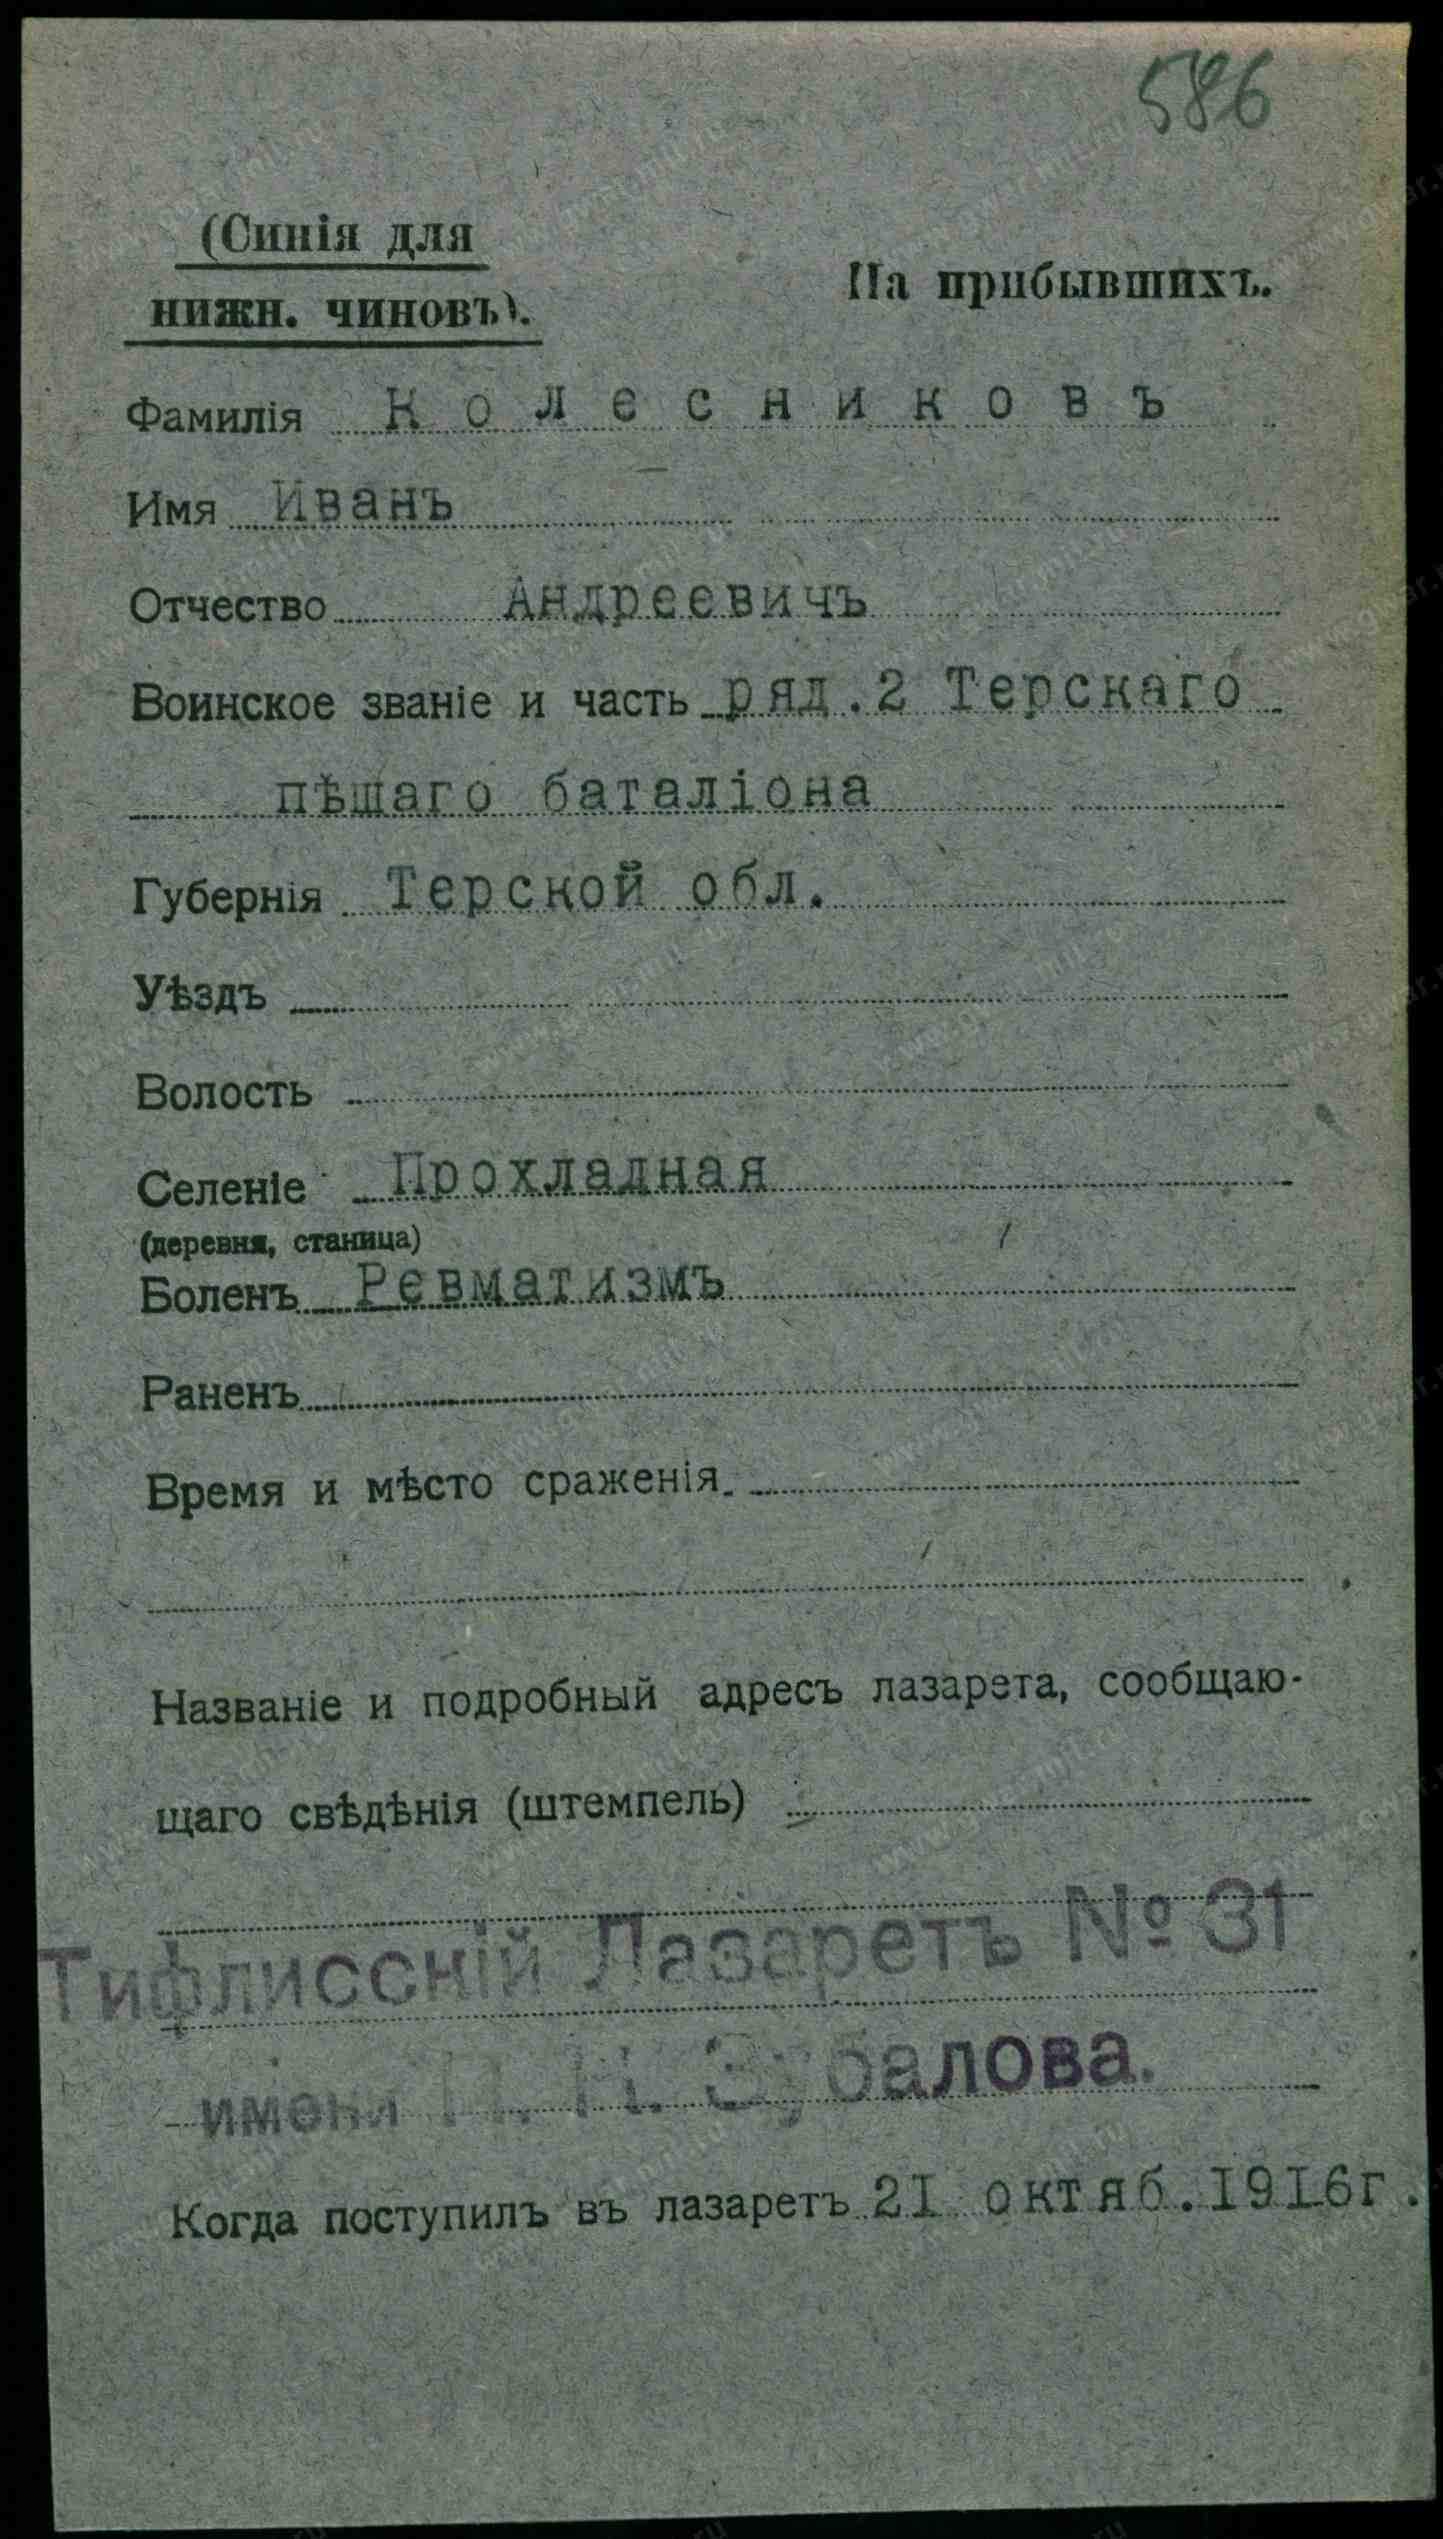 586
(Синія для
нижн. чиновъ).
На прибывшихъ.
Фамилія Колесниковъ
Имя Иванъ
Отчество Андреевичъ
Воинское званіе и часть ряд.2 Терскаго
пѣшаго баталіона
Губернія Терской обл.
Уѣздъ
Волость
Селеніе Прохладная
(деревня, станица)
Боленъ Ревматизмъ
Раненъ
Время и мѣсто сраженія.
Названіе и подробный адресъ лазарета, сообщаю-
щаго свѣдѣнія (штемпель)
Тифлисскій Лазаретъ № 31
имени Зубалова.
Когда поступилъ въ лазаретъ 21 октяб.1916г.